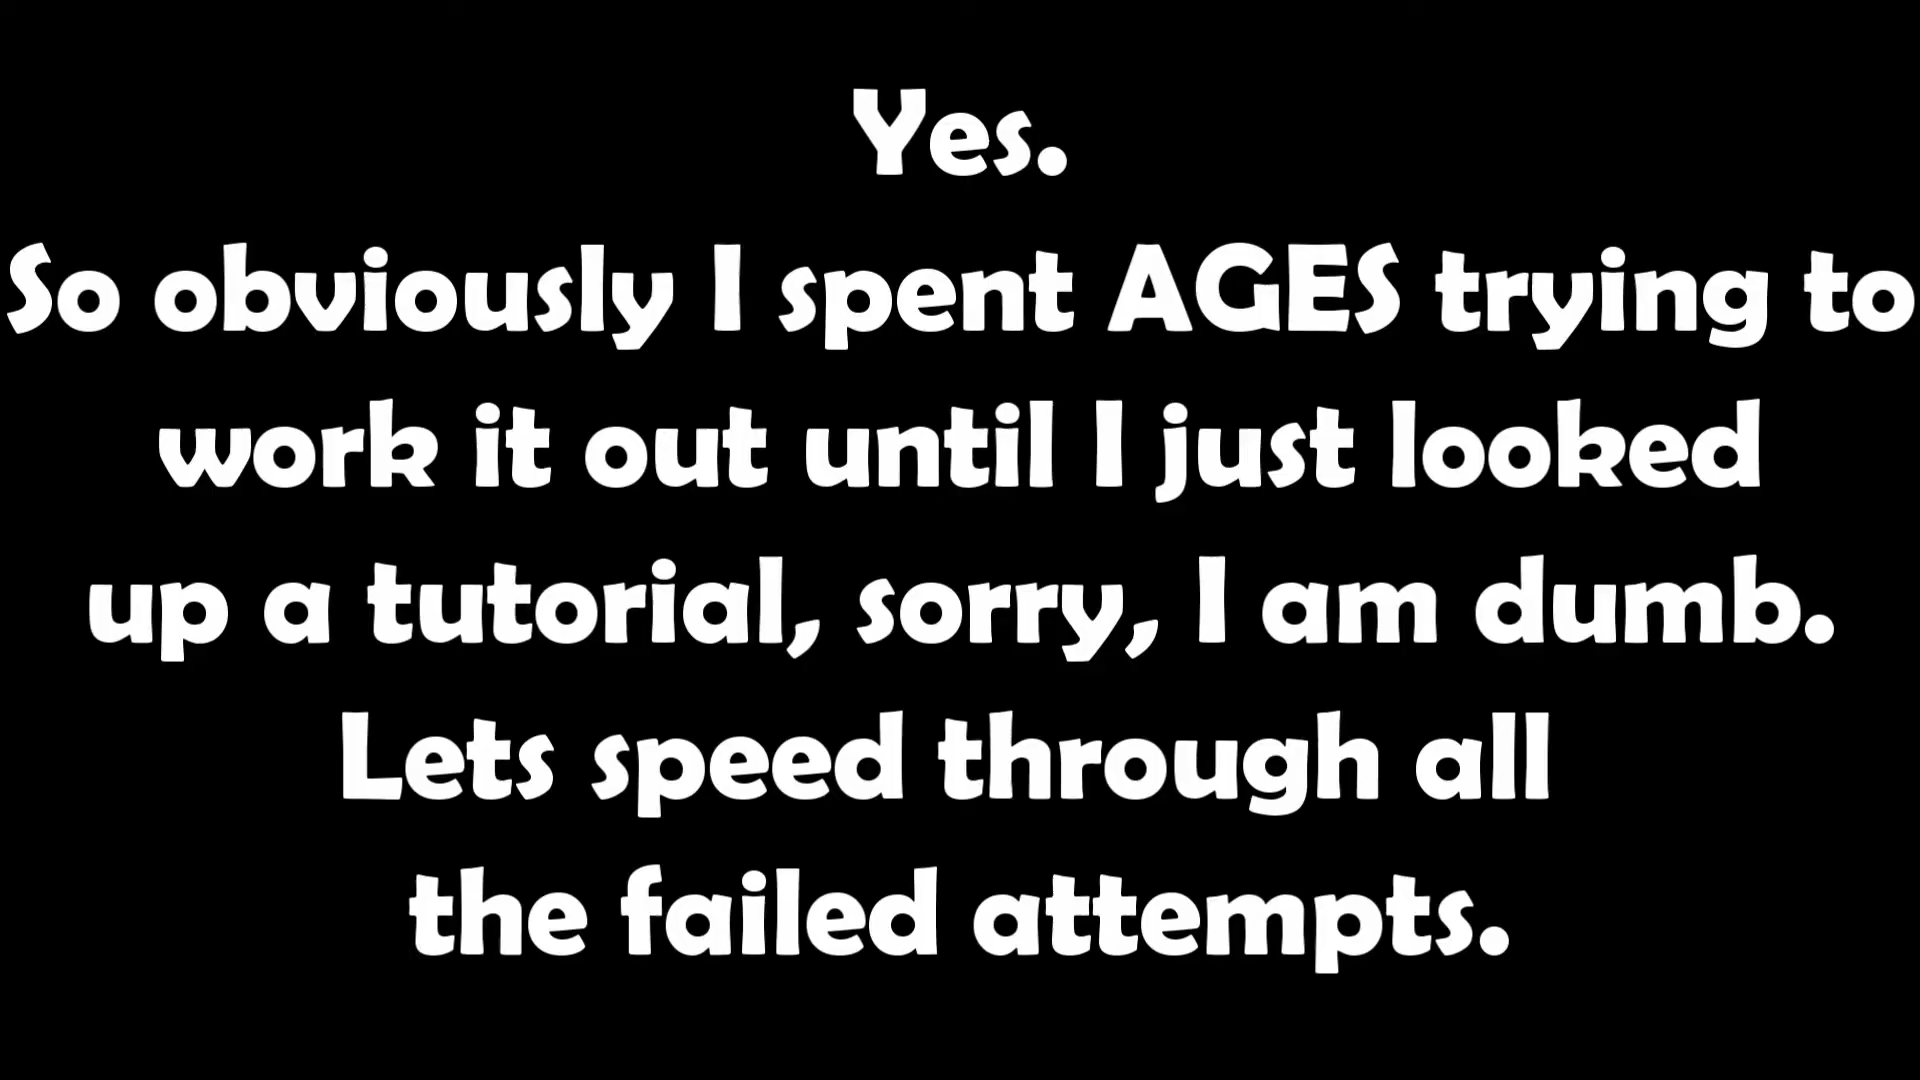 Yes.
So obviously I spent AGES trying to
work it out until I just looked
up a tutorial, sorry, I am dumb.
Lets speed through all
the failed attempts.